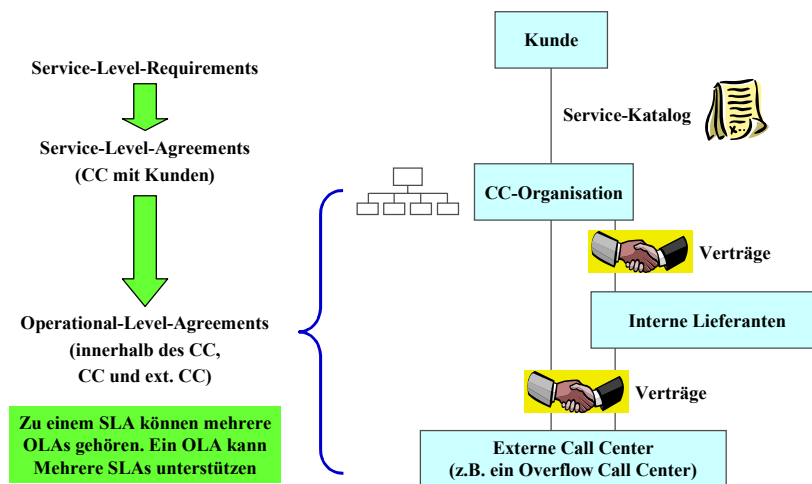 Service-Level-Requirements
Service-Level-Agreements
(CC mit Kunden)
Operational-Level-Agreements
(innerhalb des CC,
CC und ext. CC)
Zu einem SLA können mehrere
OLAs gehören. Ein OLA kann
Mehrere SLAs unterstützen
Kunde
Service-Katalog
x...
CC-Organisation
Verträge
Interne Lieferanten
Verträge
Externe Call Center
(z.B. ein Overflow Call Center)